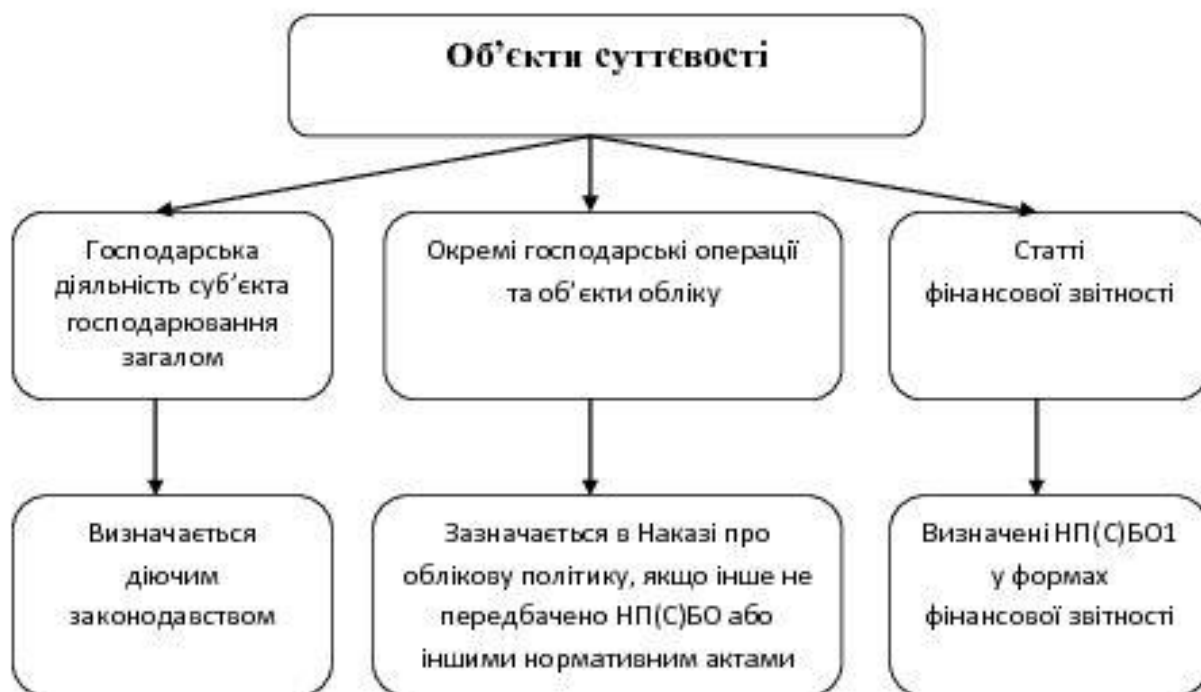 Об’єкти суттєвості
Господарська
діяльність суб’єкта
господарювання
загалом
Окремі господарські операції
та об’єкти обліку
Статті
фінансової звітності
Визначається
діючим
законодавством
Зазначається в Наказі про
облікову політику, якщо інше не
передбачено НП(С)БО або
іншими нормативним актами
Визначені НП(С)БО1
у формах
фінансової звітності